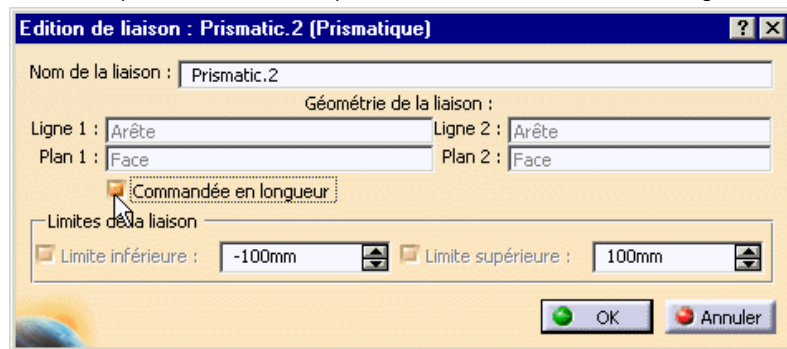 Edition de liaison : Prismatic.2 (Prismatique)
Nom de la liaison : Prismatic.2
Géométrie de la liaison :
Ligne 1 : Arête Ligne 2 : Arête
Plan 1 : Face Plan 2 : Face
Commandée en longueur
Limites de la liaison
Limite inférieure : -100mm Limite supérieure : 100mm
OK Annuler